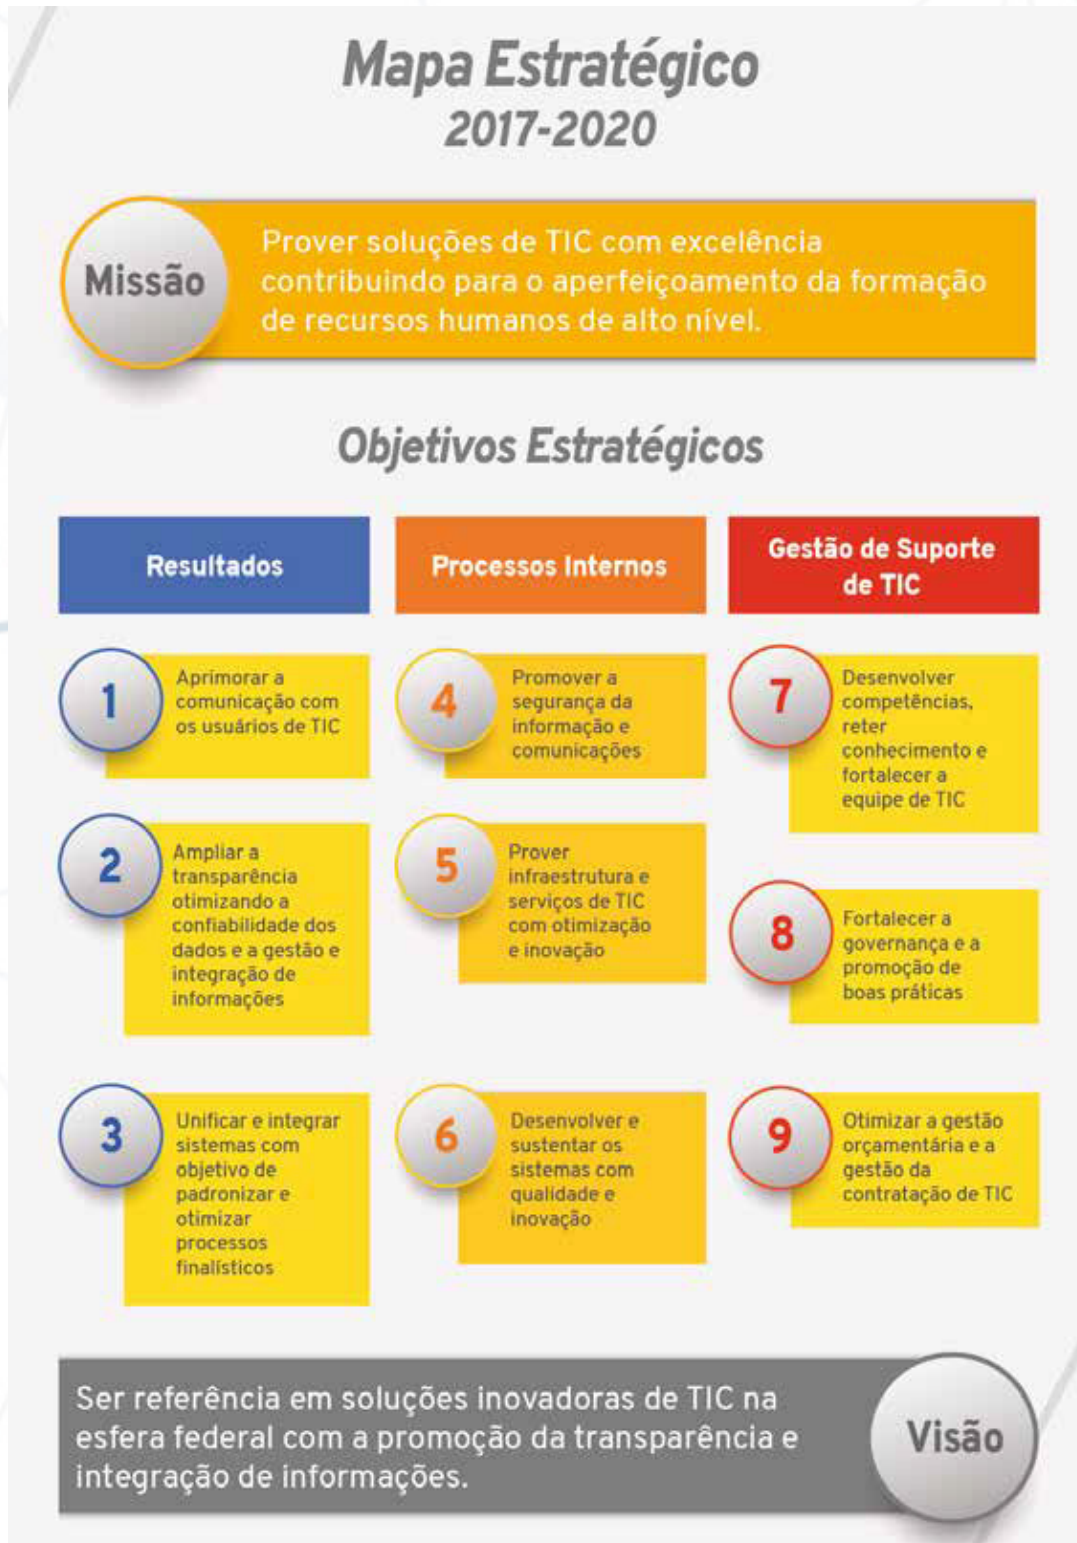 Mapa Estratégico
2017-2020
Missão
Prover soluções de TIC com excelência
contribuindo para o aperfeiçoamento da formação
de recursos humanos de alto nível.
Objetivos Estratégicos
Resultados
1
Aprimorar a
comunicação com
os usuários de TIC
2
Ampliar a
transparência
otimizando a
confiabilidade dos
dados e a gestão e
integração de
informações
3
Unificar e integrar
sistemas com
objetivo de
padronizar e
otimizar
processos
finalísticos
Processos Internos
4
Promover a
segurança da
informação e
comunicações
5
Prover
infraestrutura e
serviços de TIC
com otimização
e inovação
6
Desenvolver e
sustentar os
sistemas com
qualidade e
inovação
Gestão de Suporte
de TIC
7
Desenvolver
competências,
reter
conhecimento e
fortalecer a
equipe de TIC
8
Fortalecer a
governança e a
promoção de
boas práticas
9
Otimizar a gestão
orçamentária e a
gestão da
contratação de TIC
Ser referência em soluções inovadoras de TIC na
esfera federal com a promoção da transparência e
integração de informações.
Visão